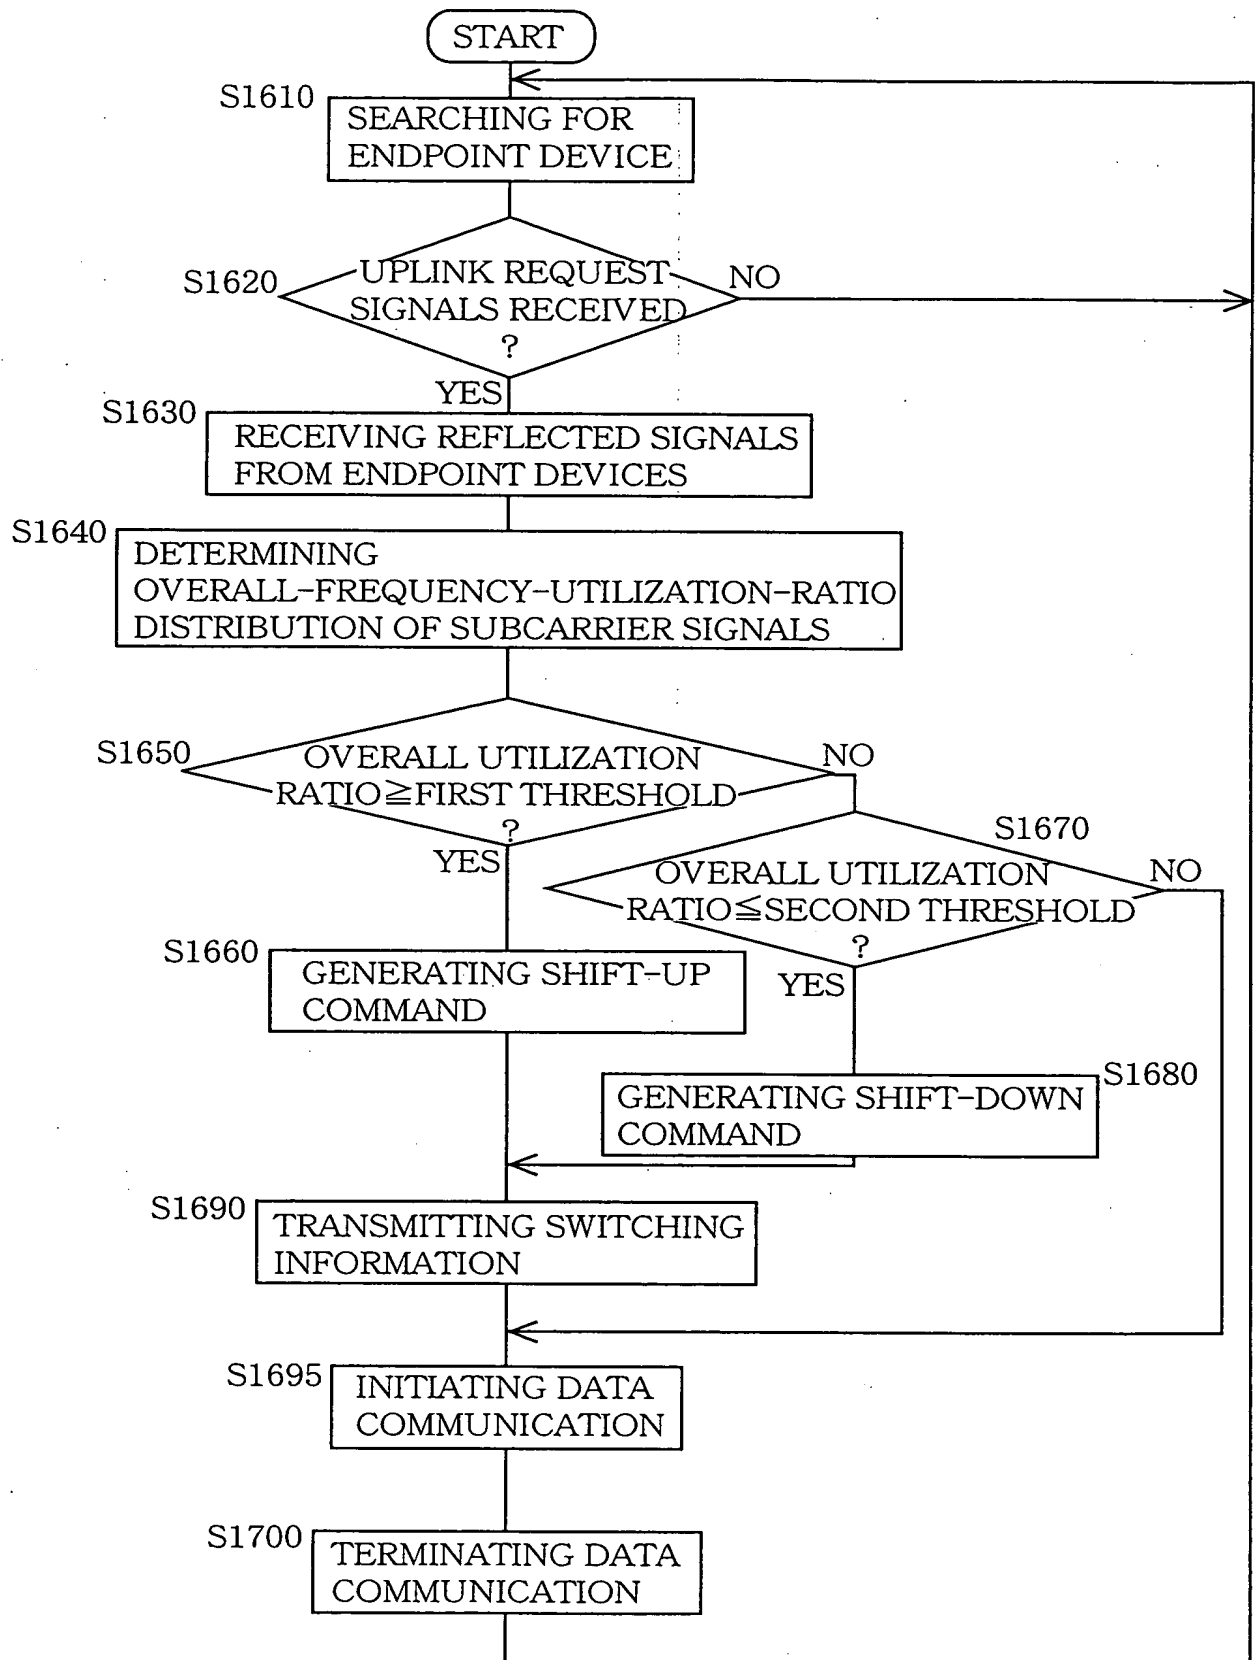 START
S1610
SEARCHING FOR
ENDPOINT DEVICE
S1620
UPLINK REQUEST
SIGNALS RECEIVED
?
NO
YES
S1630
RECEIVING REFLECTED SIGNALS
FROM ENDPOINT DEVICES
S1640
DETERMINING
OVERALL-FREQUENCY-UTILIZATION-RATIO
DISTRIBUTION OF SUBCARRIER SIGNALS
S1650
OVERALL UTILIZATION
RATIO≧FIRST THRESHOLD
?
NO
YES
S1670
OVERALL UTILIZATION
RATIO≦SECOND THRESHOLD
?
NO
YES
S1660
GENERATING SHIFT-UP
COMMAND
S1680
GENERATING SHIFT-DOWN
COMMAND
S1690
TRANSMITTING SWITCHING
INFORMATION
S1695
INITIATING DATA
COMMUNICATION
S1700
TERMINATING DATA
COMMUNICATION